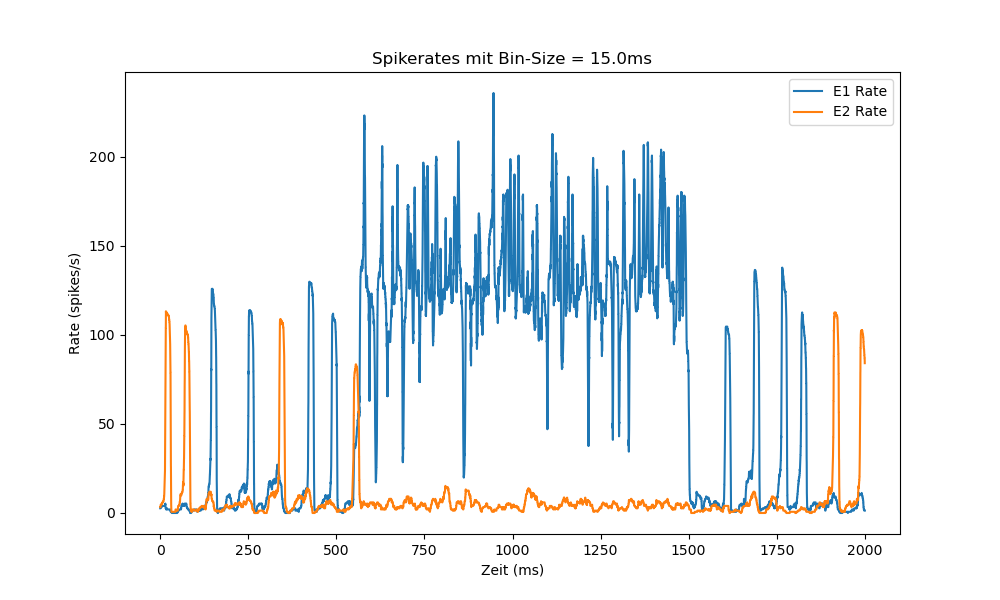 Spikerates mit Bin-Size = 15.0ms
E1 Rate
E2 Rate
Rate (spikes/s)
200
150
100
50
0
0 250 500 750 1000 1250 1500 1750 2000
Zeit (ms)